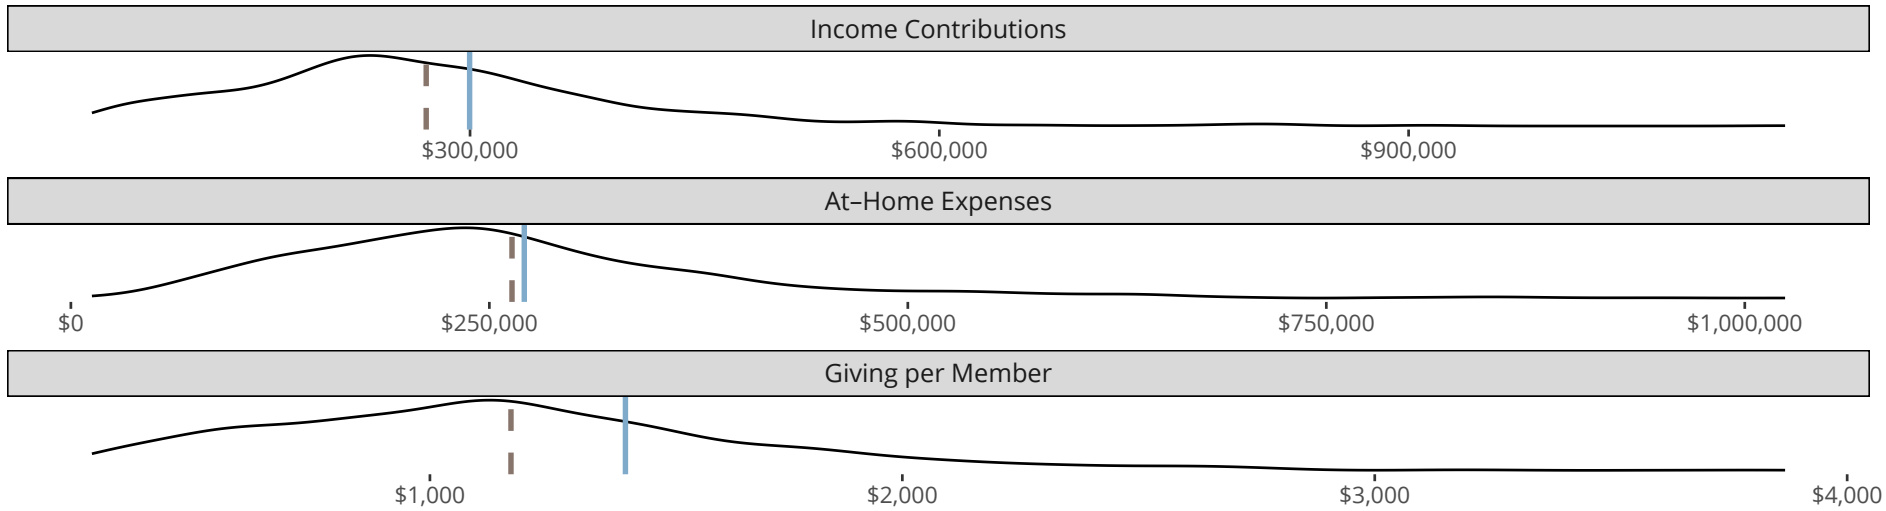 Income Contributions
$300,000 $600,000 $900,000
At–Home Expenses
$0 $250,000 $500,000 $750,000 $1,000,000
Giving per Member
$1,000 $2,000 $3,000 $4,000